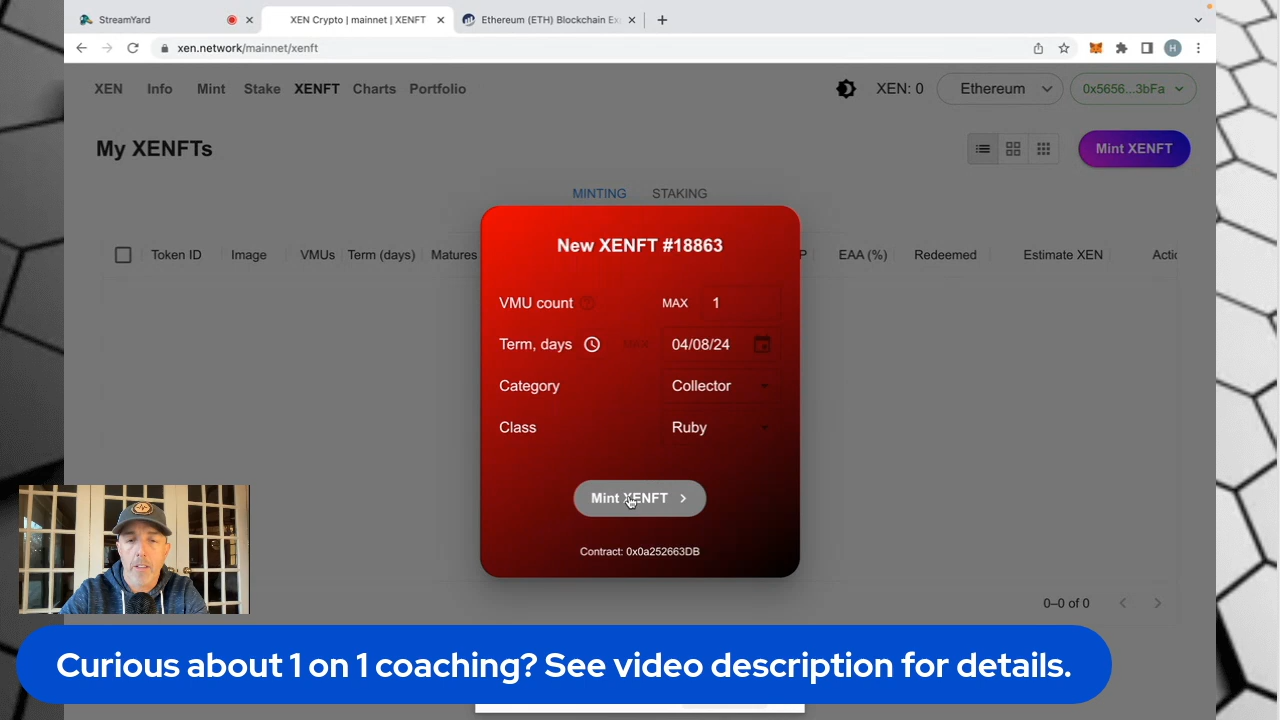 StreamYard
XEN Crypto | mainnet | XENFT
Ethereum (ETH) Blockchain Ex
xen.network/mainnet/xenft
H
XEN Info Mint Stake XENFT Charts Portfolio
XEN: 0
Ethereum
0x5656...3bFa
My XENFTs
Mint XENFT
MINTING STAKING
Token ID Image VMUs Term (days) Matures P EAA (%) Redeemed Estimate XEN Actic
New XENFT #18863
VMU count MAX 1
Term, days MAX 04/08/24
Category Collector
Class Ruby
Mint XENFT
Contract: 0x0a252663DB
0–0 of 0
Curious about 1 on 1 coaching? See video description for details.